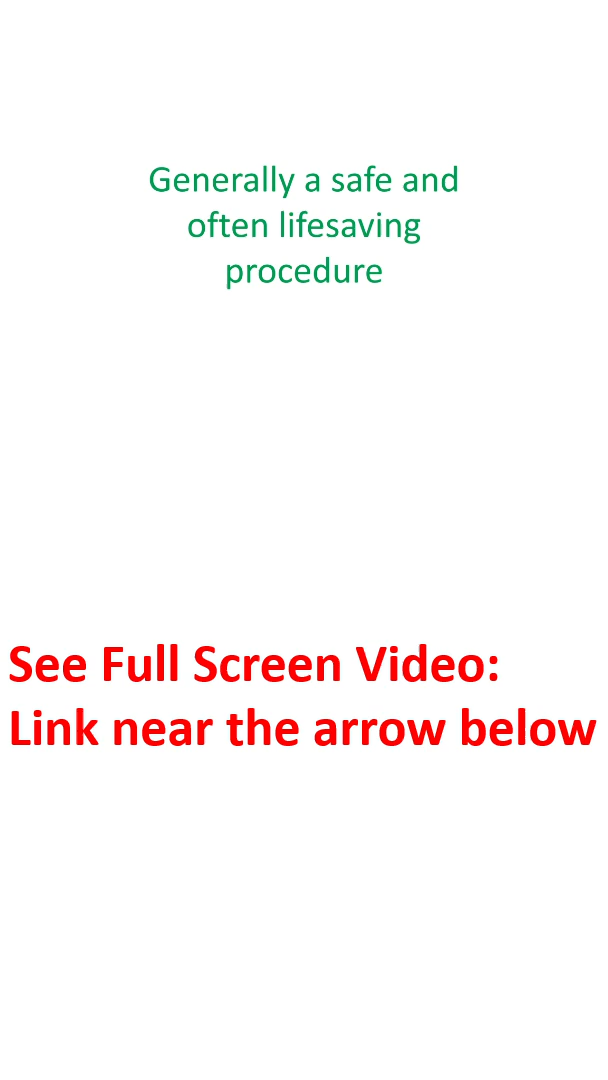 Generally a safe and
often lifesaving
procedure
See Full Screen Video:
Link near the arrow below